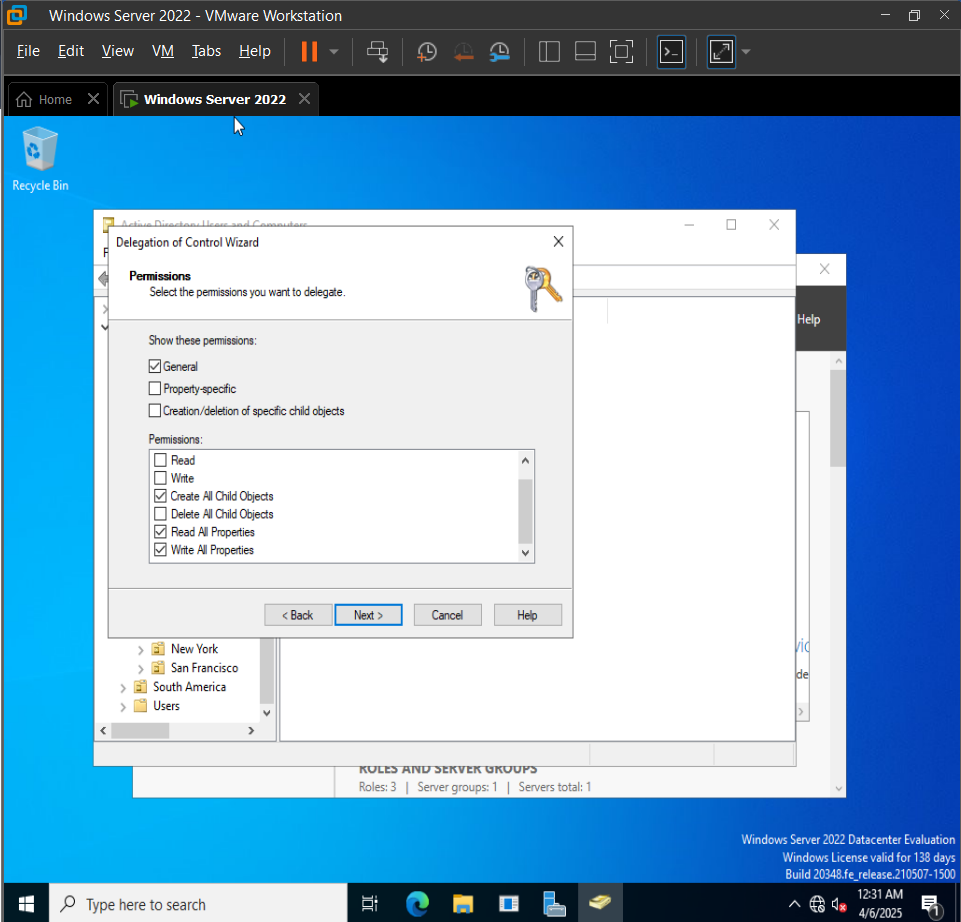 Windows Server 2022 - VMware Workstation
File Edit View VM Tabs Help
Home Windows Server 2022
Recycle Bin
Active Directory Users and Computers
Delegation of Control Wizard
Permissions
Select the permissions you want to delegate.
Help
Show these permissions:
General
Property-specific
Creation/deletion of specific child objects
Permissions:
Read
Write
Create All Child Objects
Delete All Child Objects
Read All Properties
Write All Properties
< Back Next > Cancel Help
New York
San Francisco
South America
Users
ROLES AND SERVER GROUPS
Roles: 3 | Server groups: 1 | Servers total: 1
Windows Server 2022 Datacenter Evaluation
Windows License valid for 138 days
Build 20348.fe_release.210507-1500
Type here to search
12:31 AM
4/6/2025
1